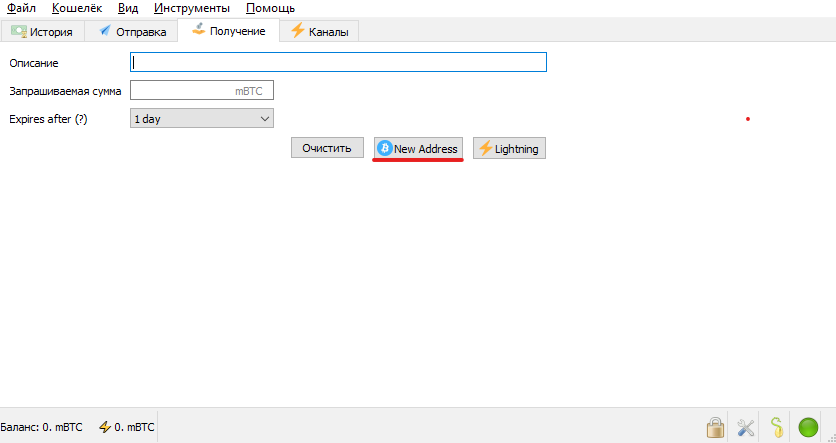 Файл Кошелёк Вид Инструменты Помощь
История Отправка Получение Каналы
Описание
Запрашиваемая сумма mBTC
Expires after (?) 1 day
Очистить New Address Lightning
Баланс: 0. mBTC 0. mBTC